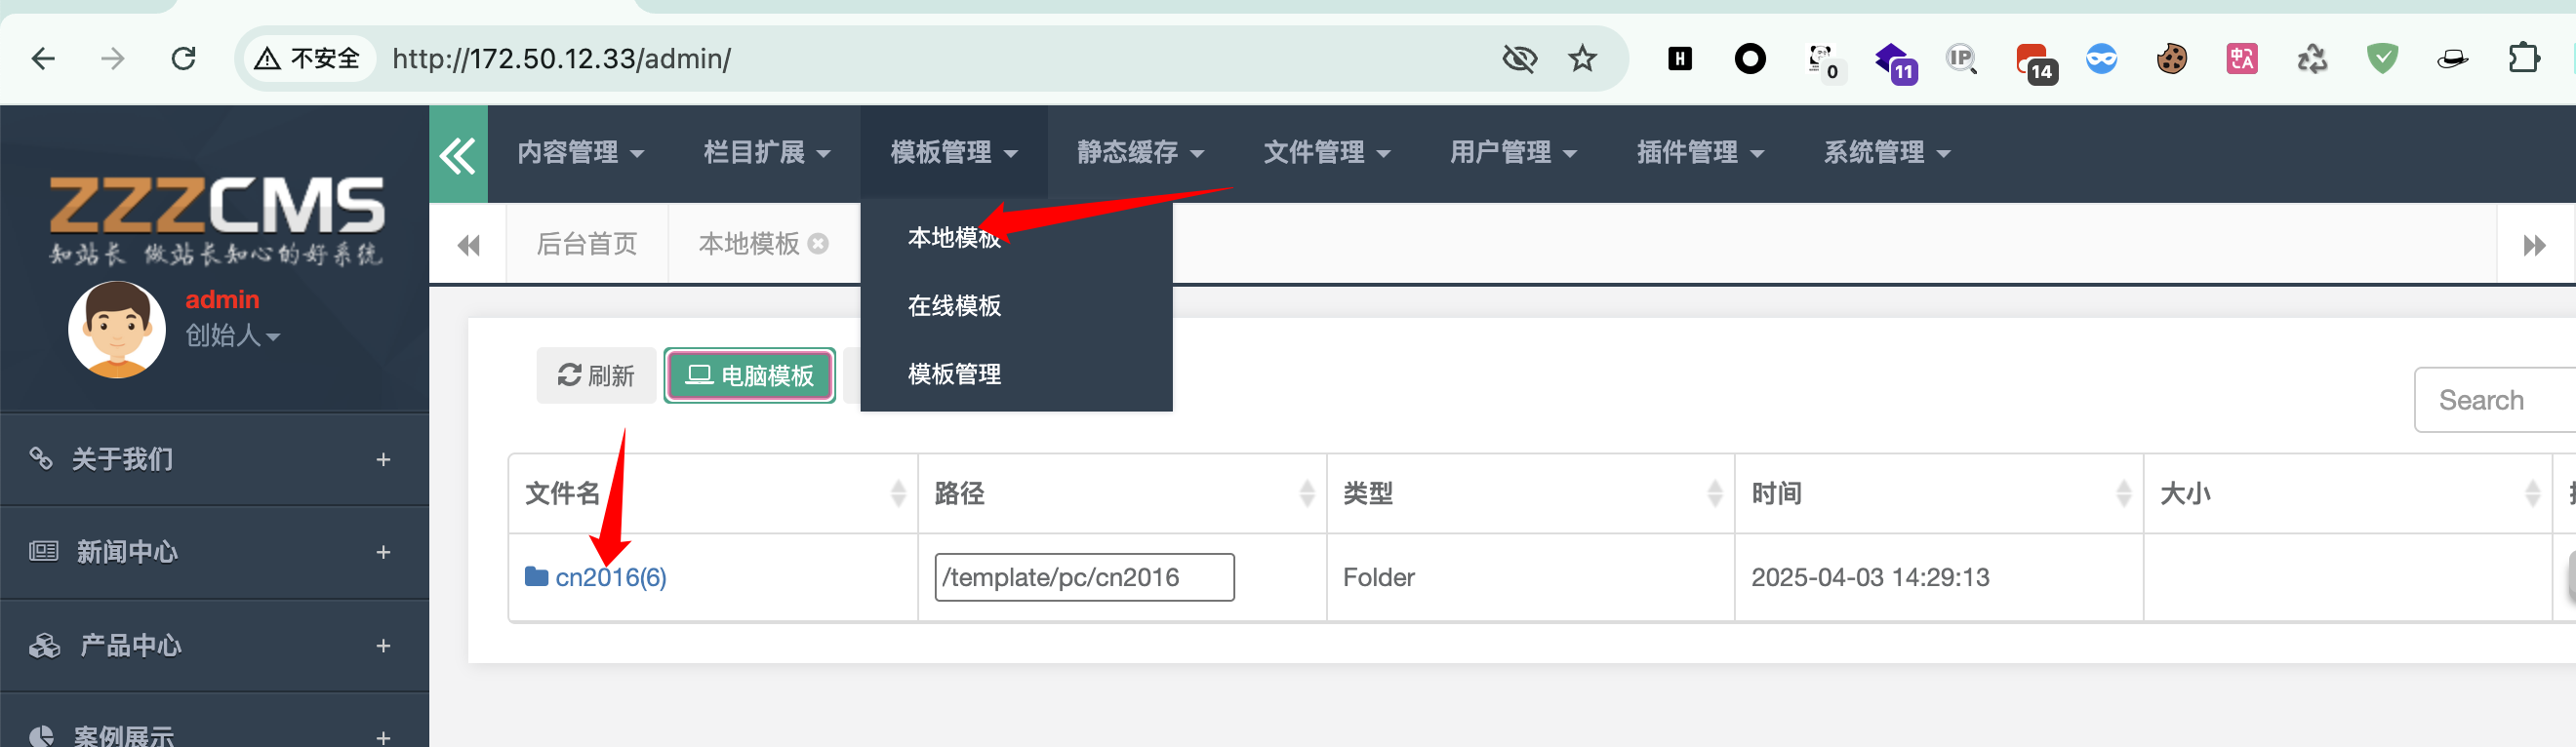 不安全 http://172.50.12.33/admin/
H 0 11 IP 14 中 A
ZZZCMS
知站长 做站长知心的好系统
admin
创始人
关于我们 +
新闻中心 +
产品中心 +
案例展示 +
内容管理 栏目扩展 模板管理 静态缓存 文件管理 用户管理 插件管理 系统管理
后台首页 本地模板
本地模板
在线模板
模板管理
刷新 电脑模板
Search
文件名 路径 类型 时间 大小
cn2016(6) /template/pc/cn2016 Folder 2025-04-03 14:29:13